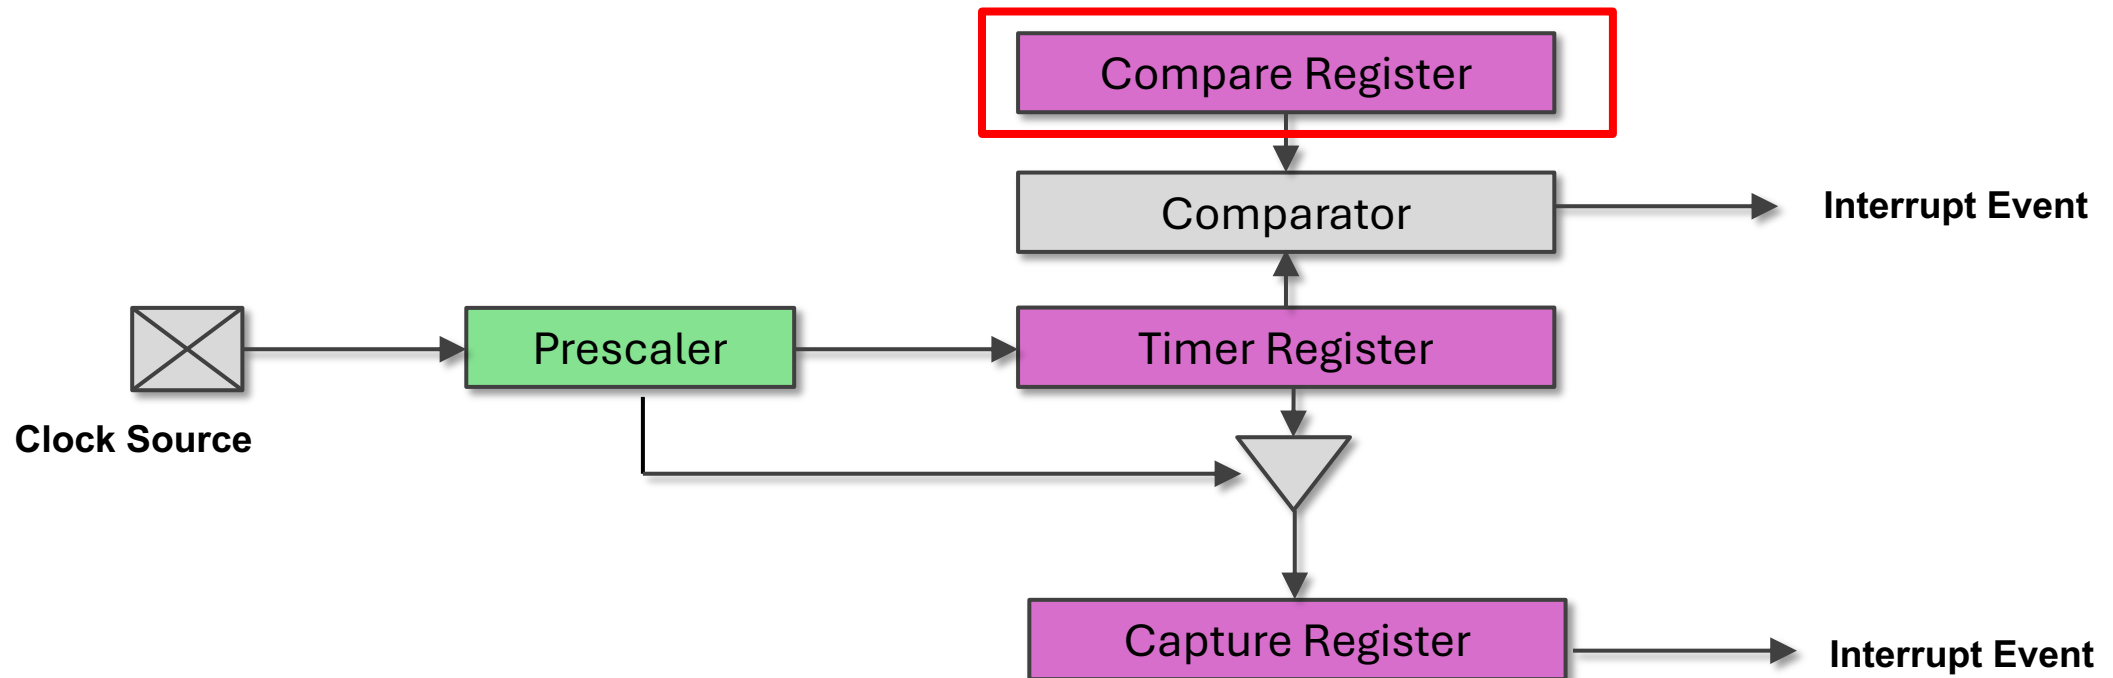 Compare Register
Comparator
Interrupt Event
Prescaler
Timer Register
Clock Source
Capture Register
Interrupt Event